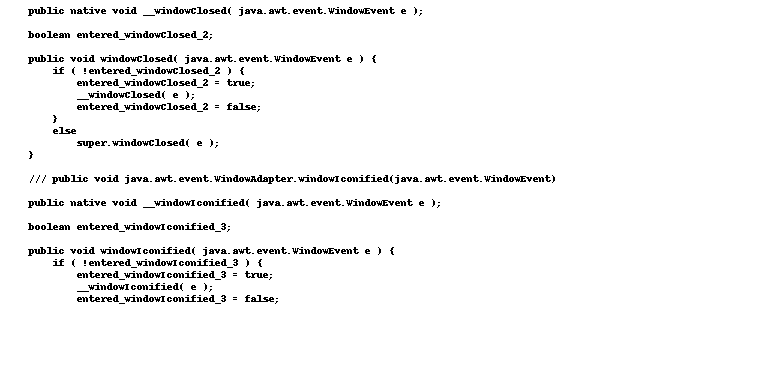 public native void __windowClosed( java.awt.event.WindowEvent e );
boolean entered_windowClosed_2;
public void windowClosed( java.awt.event.WindowEvent e ) {
if ( !entered_windowClosed_2 ) {
entered_windowClosed_2 = true;
__windowClosed( e );
entered_windowClosed_2 = false;
}
else
super.windowClosed( e );
}
/// public void java.awt.event.WindowAdapter.windowIconified(java.awt.event.WindowEvent)
public native void __windowIconified( java.awt.event.WindowEvent e );
boolean entered_windowIconified_3;
public void windowIconified( java.awt.event.WindowEvent e ) {
if ( !entered_windowIconified_3 ) {
entered_windowIconified_3 = true;
__windowIconified( e );
entered_windowIconified_3 = false;